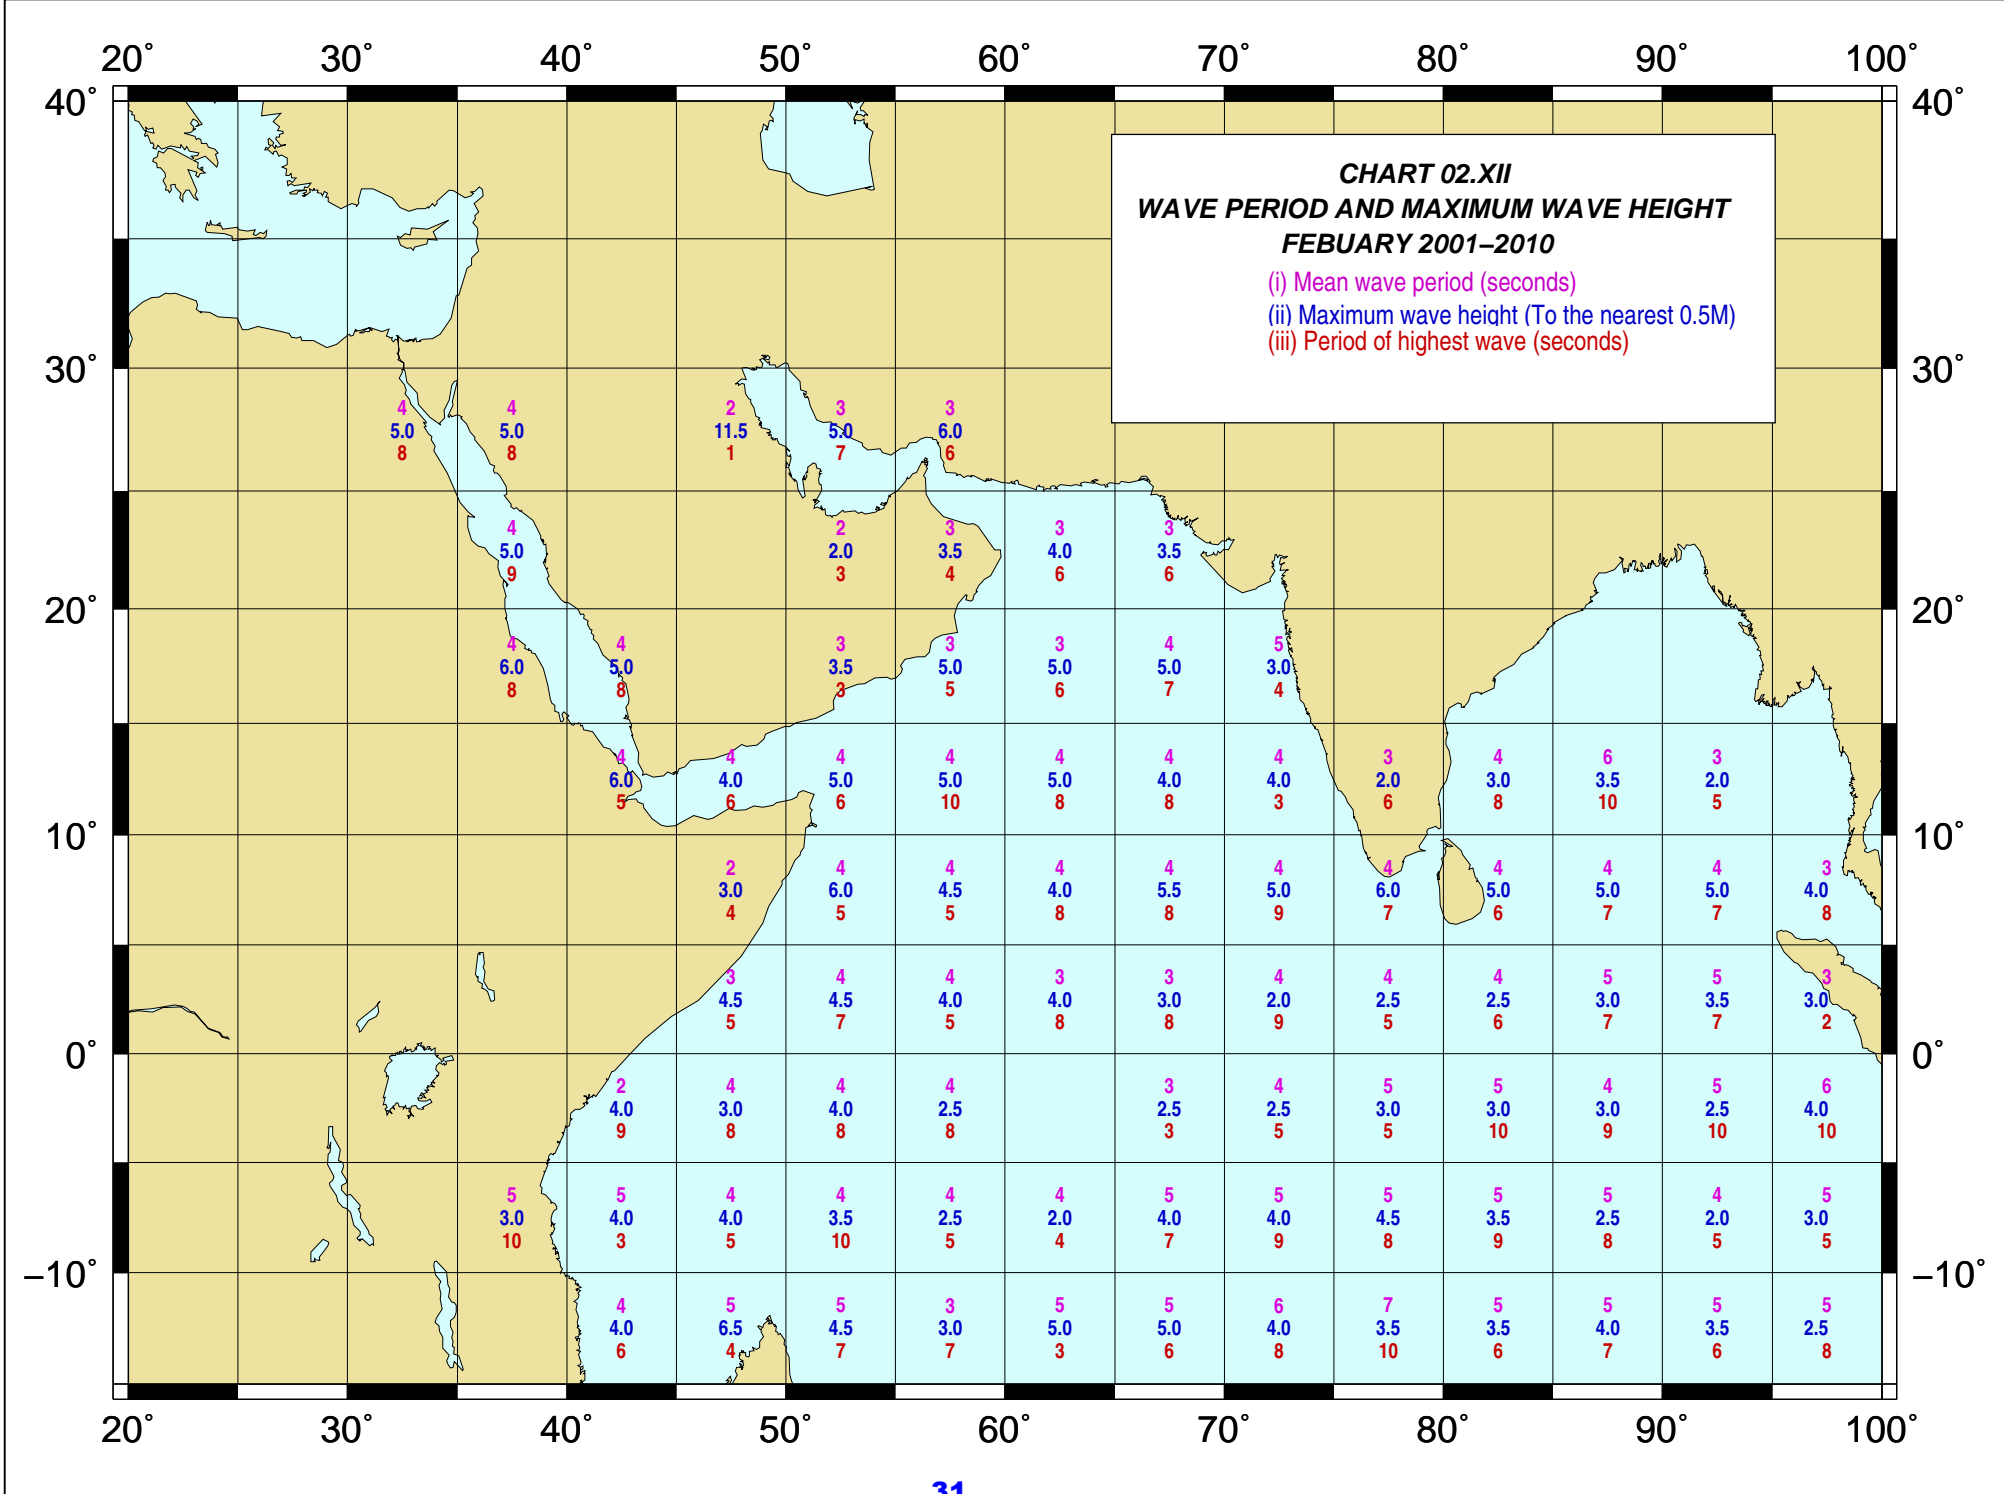 20° 30° 40° 50° 60° 70° 80° 90° 100°
40° 40°
CHART 02.XII
WAVE PERIOD AND MAXIMUM WAVE HEIGHT
FEBUARY 2001–2010
(i) Mean wave period (seconds)
(ii) Maximum wave height (To the nearest 0.5M)
(iii) Period of highest wave (seconds)
30° 30°
4 4 2 3 3
5.0 5.0 11.5 5.0 6.0
8 8 1 7 6
4 2 3 3 3
5.0 2.0 3.5 4.0 3.5
9 3 4 6 6
20° 20°
4 4 3 3 3 4 5
6.0 5.0 3.5 5.0 5.0 5.0 3.0
8 8 3 5 6 7 4
4 4 4 4 4 4 4 3 4 6 3
6.0 4.0 5.0 5.0 5.0 4.0 4.0 2.0 3.0 3.5 2.0
5 6 6 10 8 8 3 6 8 10 5
10° 10°
2 4 4 4 4 4 4 4 4 4 3
3.0 6.0 4.5 4.0 5.5 5.0 6.0 5.0 5.0 5.0 4.0
4 5 5 8 8 9 7 6 7 7 8
3 4 4 3 3 4 4 4 5 5 3
4.5 4.5 4.0 4.0 3.0 2.0 2.5 2.5 3.0 3.5 3.0
5 7 5 8 8 9 5 6 7 7 2
0° 0°
2 4 4 4 3 4 5 5 4 5 6
4.0 3.0 4.0 2.5 2.5 2.5 3.0 3.0 3.0 2.5 4.0
9 8 8 8 3 5 5 10 9 10 10
5 5 4 4 4 4 5 5 5 5 5 4 5
3.0 4.0 4.0 3.5 2.5 2.0 4.0 4.0 4.5 3.5 2.5 2.0 3.0
10 3 5 10 5 4 7 9 8 9 8 5 5
–10° –10°
4 5 5 3 5 5 6 7 5 5 5 5
4.0 6.5 4.5 3.0 5.0 5.0 4.0 3.5 3.5 4.0 3.5 2.5
6 4 7 7 3 6 8 10 6 7 6 8
20° 30° 40° 50° 60° 70° 80° 90° 100°
31